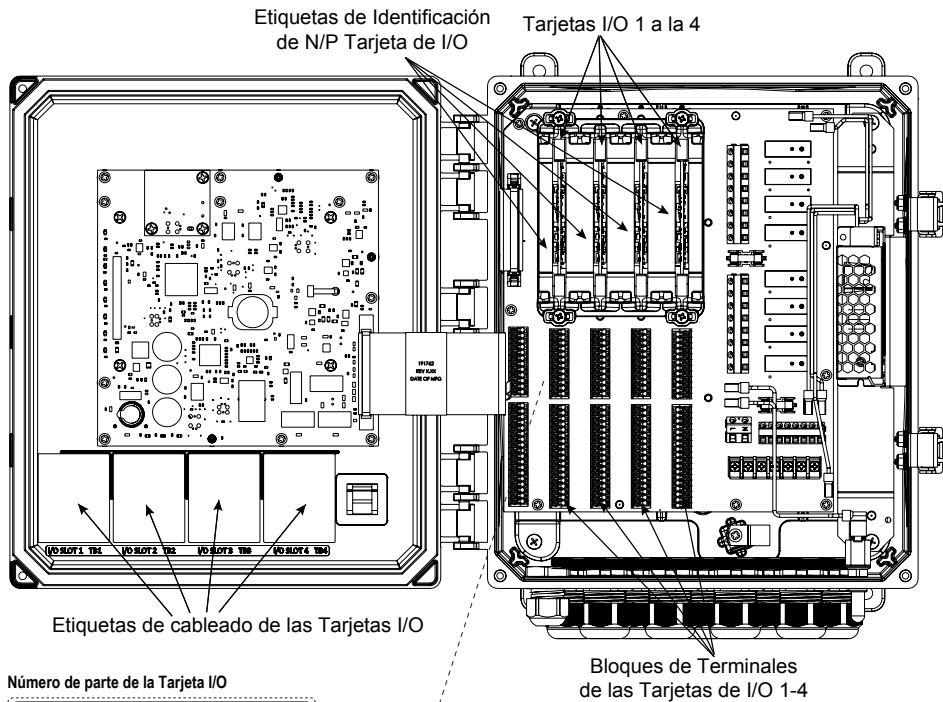 Etiquetas de Identificación
de N/P Tarjeta de I/O
Tarjetas I/O 1 a la 4
191762
REV X.XX
DATE OF MFG
I/O SLOT 1 TB1
I/O SLOT 2 TB2
I/O SLOT 3 TB3
I/O SLOT 4 TB4
Etiquetas de cableado de las Tarjetas I/O
Bloques de Terminales
de las Tarjetas de I/O 1-4
Número de parte de la Tarjeta I/O